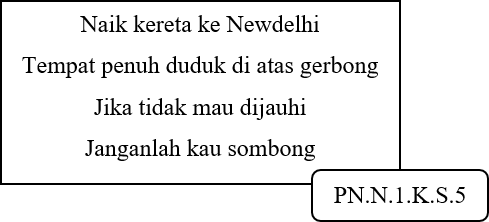 Naik kereta ke Newdelhi
Tempat penuh duduk di atas gerbong
Jika tidak mau dijauhi
Janganlah kau sombong
PN.N.1.K.S.5